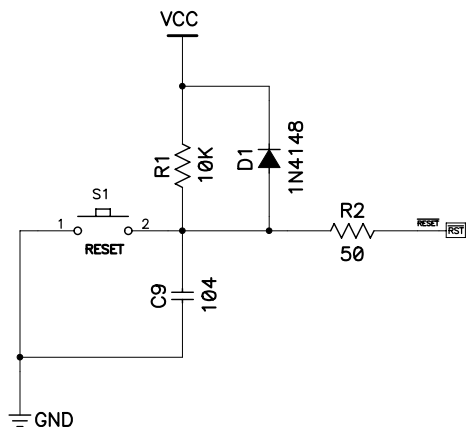 VCC
R1
10K
D1
1N4148
S1
1
2
RESET
R2
50
RESET
RST
C9
104
GND